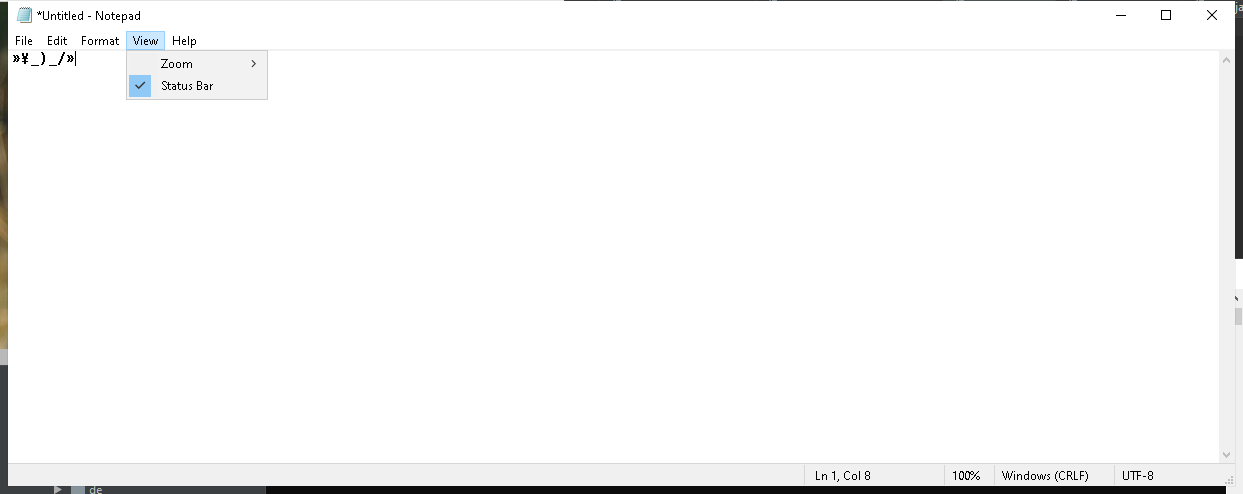 *Untitled - Notepad
File Edit Format View Help
»¥_)_/»
Zoom
Status Bar
Ln 1, Col 8 100% Windows (CRLF) UTF-8
de